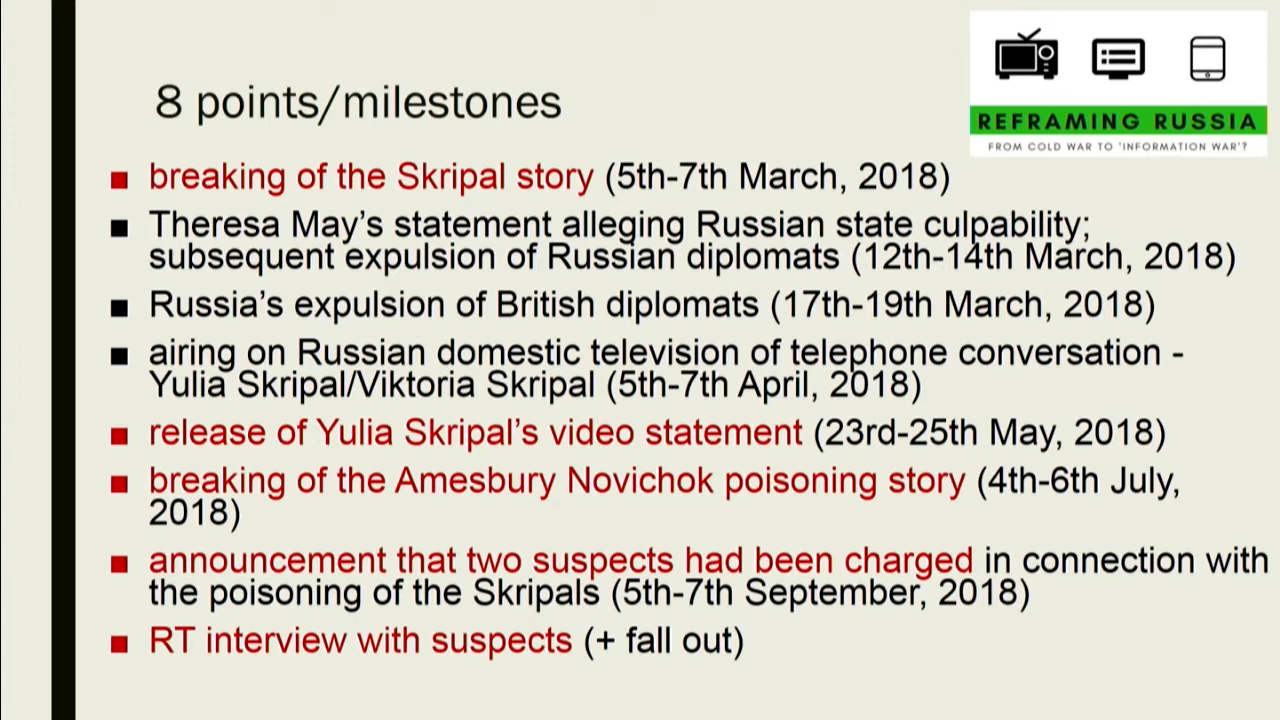 8 points/milestones
REFRAMING RUSSIA
FROM COLD WAR TO 'INFORMATION WAR'?
breaking of the Skripal story (5th-7th March, 2018)
Theresa May’s statement alleging Russian state culpability;
subsequent expulsion of Russian diplomats (12th-14th March, 2018)
Russia’s expulsion of British diplomats (17th-19th March, 2018)
airing on Russian domestic television of telephone conversation -
Yulia Skripal/Viktoria Skripal (5th-7th April, 2018)
release of Yulia Skripal’s video statement (23rd-25th May, 2018)
breaking of the Amesbury Novichok poisoning story (4th-6th July,
2018)
announcement that two suspects had been charged in connection with
the poisoning of the Skripals (5th-7th September, 2018)
RT interview with suspects (+ fall out)